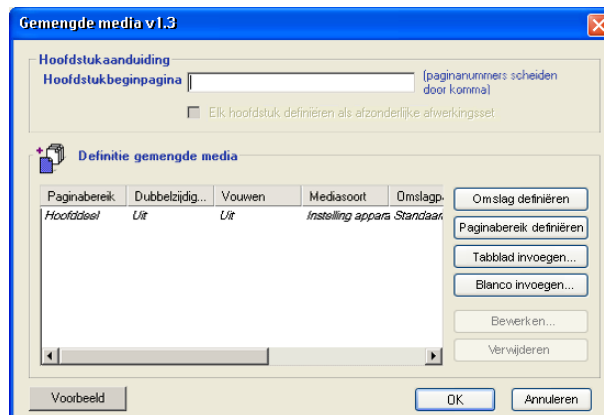 Gemengde media v1.3
Hoofdstukaanduiding
Hoofdstukbeginpagina
(paginanummers scheiden
door komma)
Elk hoofdstuk definiëren als afzonderlijke afwerkingsset
Definitie gemengde media
Paginabereik Dubbelzijdig... Vouwen Mediasoort Omslagp
Hoofddeel Uit Uit Instelling appara Standaar
Omslag definiëren
Paginabereik definiëren
Tabblad invoegen...
Blanco invoegen...
Bewerken...
Verwijderen
Voorbeeld
OK
Annuleren